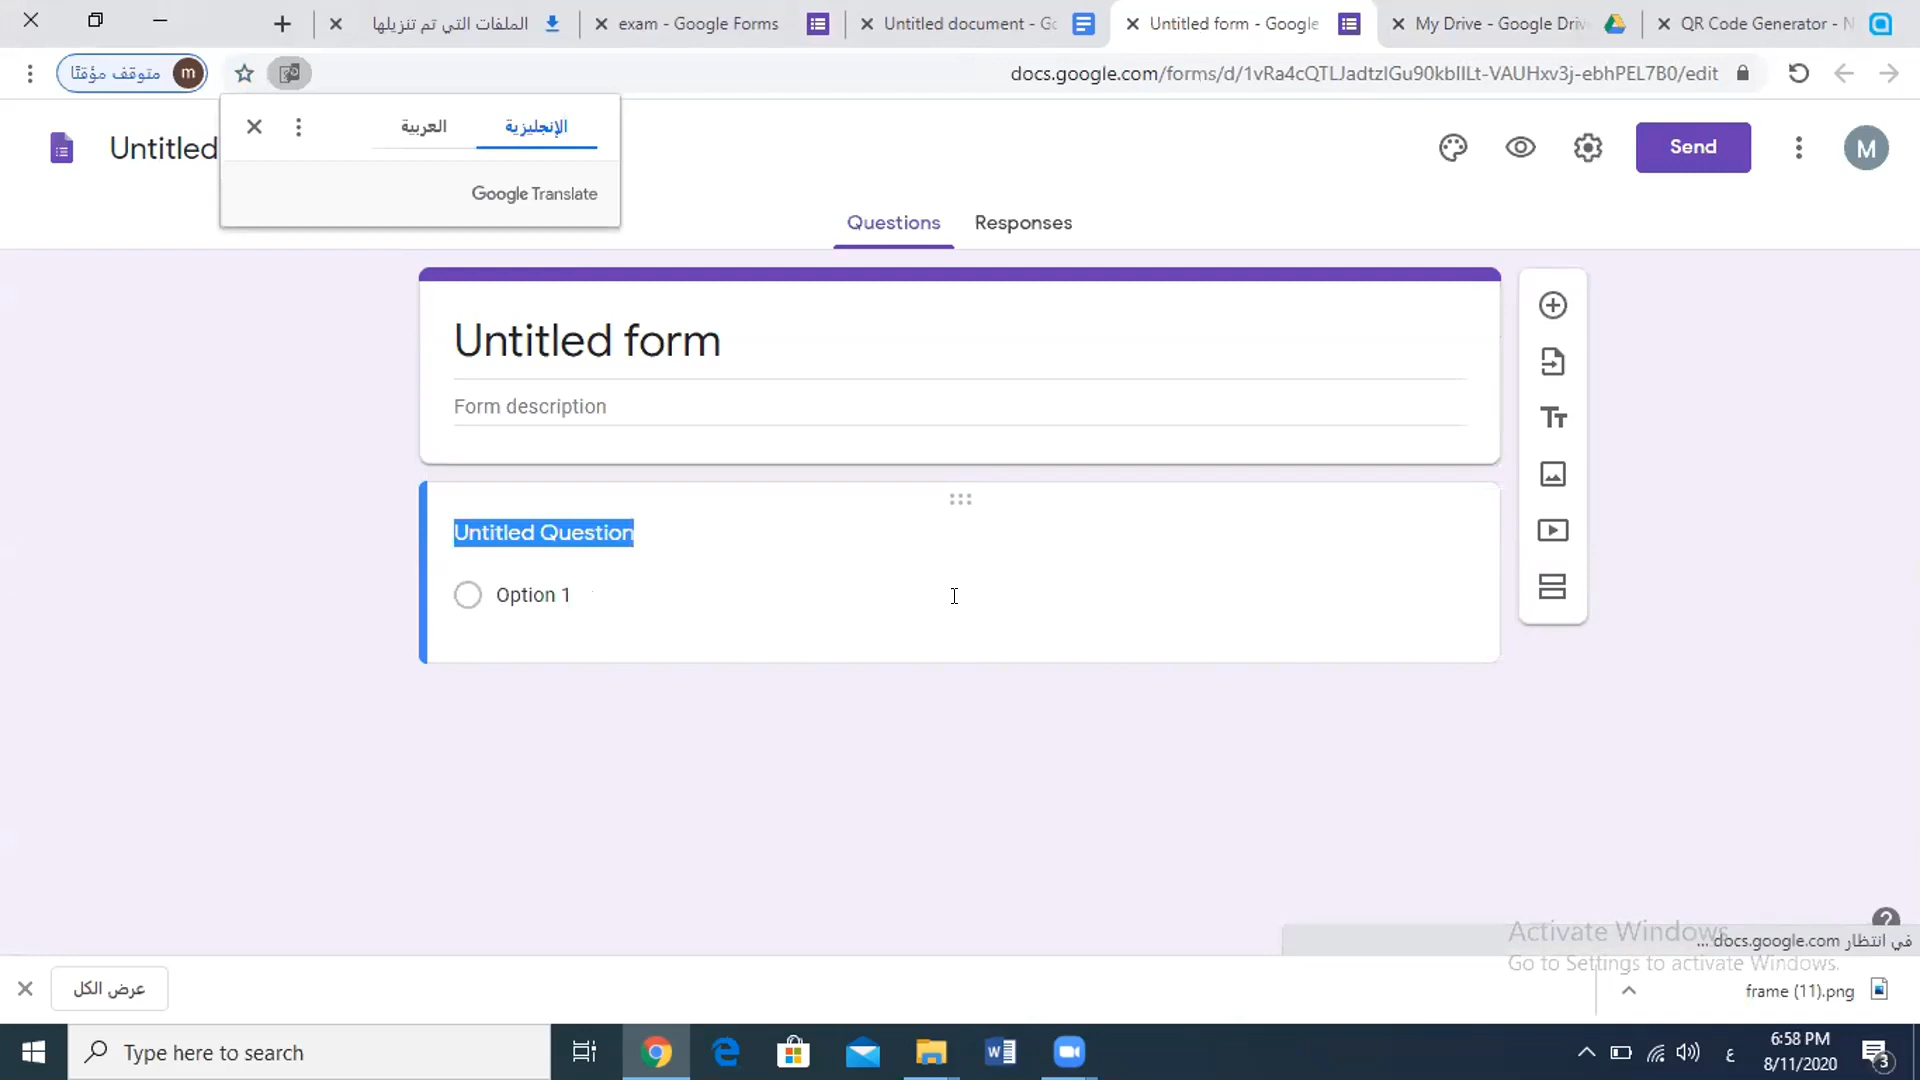 الملفات التي تم تنزيلها
exam - Google Forms
Untitled document - Go
Untitled form - Google
My Drive - Google Driv
QR Code Generator - N
متوقف مؤقتًا
m
docs.google.com/forms/d/1vRa4cQTLJadtzIGu90kbIILt-VAUHxv3j-ebhPEL7B0/edit
العربية
الإنجليزية
Google Translate
Untitled
Send
M
Questions
Responses
Untitled form
Form description
Untitled Question
Option 1
Tт
Activate Windows
Go to Settings to activate Windows.
في انتظار docs.google.com...
عرض الكل
frame (11).png
Type here to search
ع
6:58 PM
8/11/2020
3